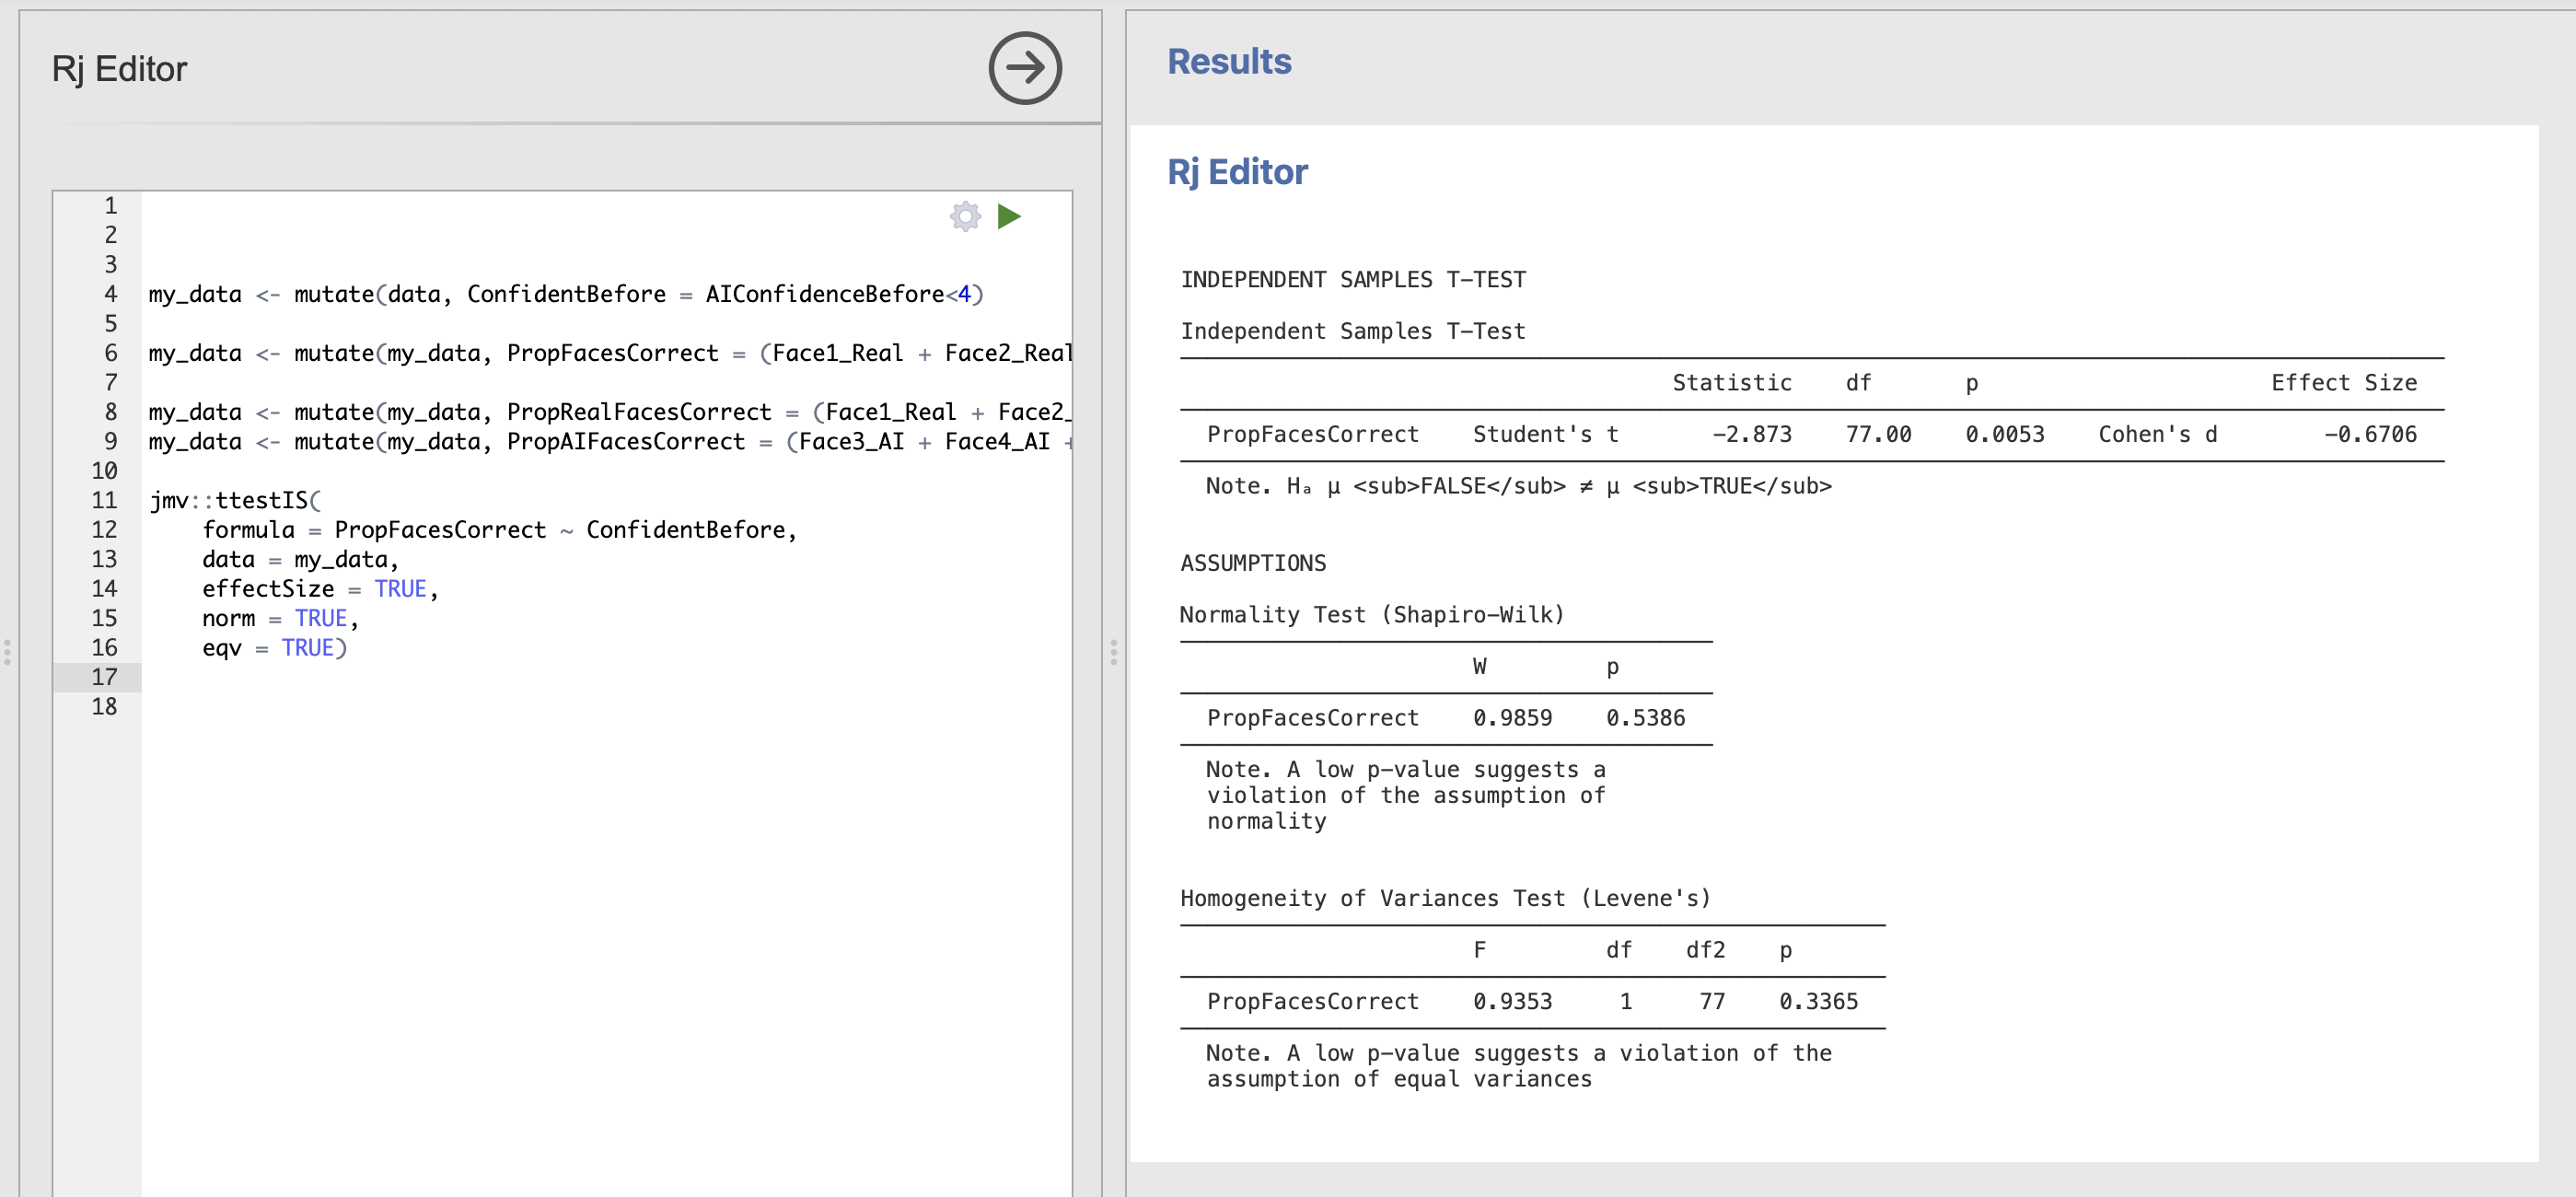 Rj Editor
1
2
3
4 my_data <- mutate(data, ConfidentBefore = AIConfidenceBefore<4)
5
6 my_data <- mutate(my_data, PropFacesCorrect = (Face1_Real + Face2_Real
7
8 my_data <- mutate(my_data, PropRealFacesCorrect = (Face1_Real + Face2_
9 my_data <- mutate(my_data, PropAIFacesCorrect = (Face3_AI + Face4_AI +
10
11 jmv::ttestIS(
12 formula = PropFacesCorrect ~ ConfidentBefore,
13 data = my_data,
14 effectSize = TRUE,
15 norm = TRUE,
16 eqv = TRUE)
17
18
Results
Rj Editor
INDEPENDENT SAMPLES T-TEST
Independent Samples T-Test
Statistic df p Effect Size
PropFacesCorrect Student's t -2.873 77.00 0.0053 Cohen's d -0.6706
Note. Hₐ μ <sub>FALSE</sub> ≠ μ <sub>TRUE</sub>
ASSUMPTIONS
Normality Test (Shapiro-Wilk)
W p
PropFacesCorrect 0.9859 0.5386
Note. A low p-value suggests a
violation of the assumption of
normality
Homogeneity of Variances Test (Levene's)
F df df2 p
PropFacesCorrect 0.9353 1 77 0.3365
Note. A low p-value suggests a violation of the
assumption of equal variances